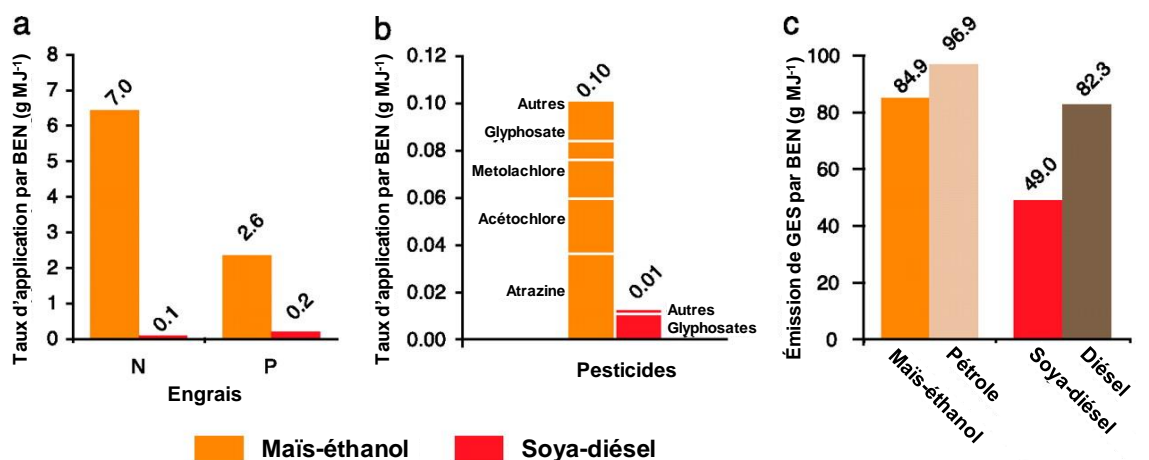 a
Taux d'application par BEN (g MJ-1)
8
7
6
5
4
3
2
1
0
7.0
0.1
2.6
0.2
N
P
Engrais
b
Taux d'application par BEN (g MJ-1)
0.12
0.10
0.08
0.06
0.04
0.02
0.00
0.10
Autres
Glyphosate
Metolachlore
Acétochlore
Atrazine
0.01
Autres
Glyphosates
Pesticides
c
Émission de GES par BEN (g MJ-1)
100
80
60
40
20
0
84.9
96.9
49.0
82.3
Maïs-éthanol
Pétrole
Soya-diésel
Diésel
Maïs-éthanol
Soya-diésel